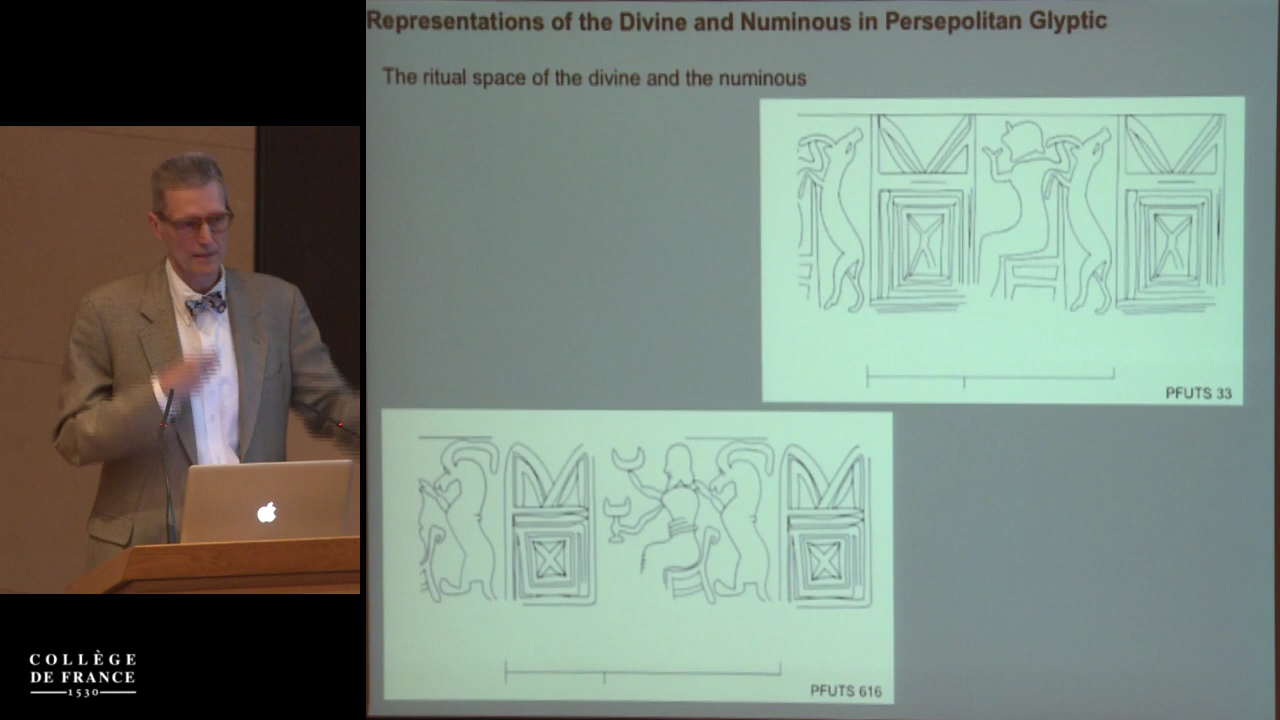 Representations of the Divine and Numinous in Persepolitan Glyptic
The ritual space of the divine and the numinous
PFUTS 33
PFUTS 616
COLLÈGE
DE FRANCE
1530